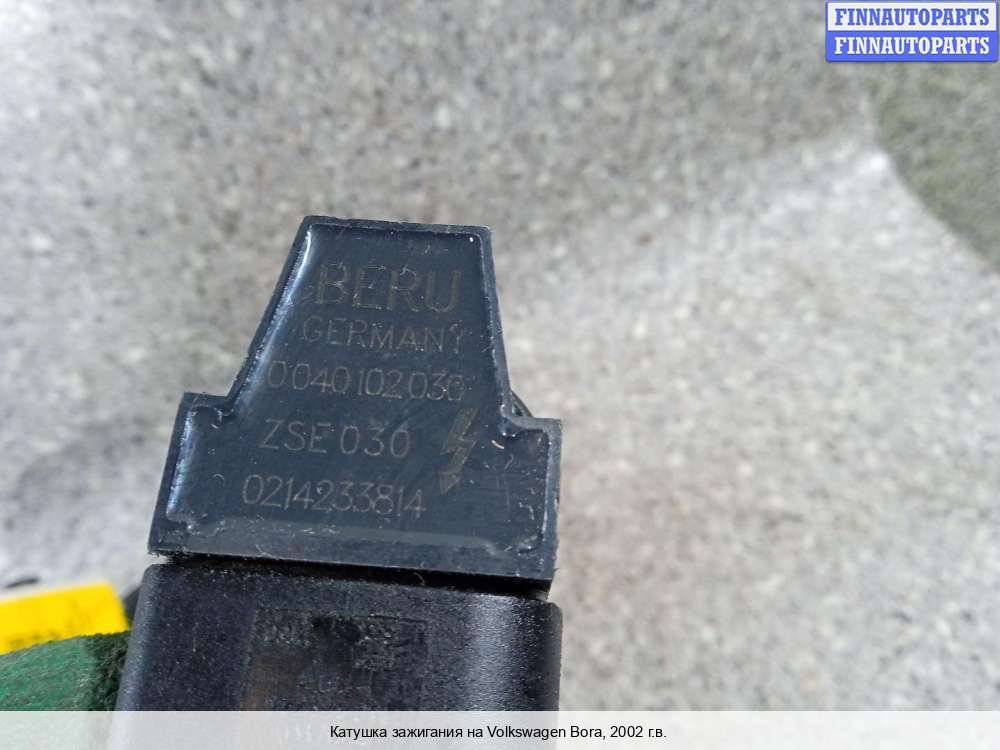 FINNAUTOPARTS
FINNAUTOPARTS
BERU
GERMANY
0040102030
ZSE 030
0214233814
Катушка зажигания на Volkswagen Bora, 2002 г.в.